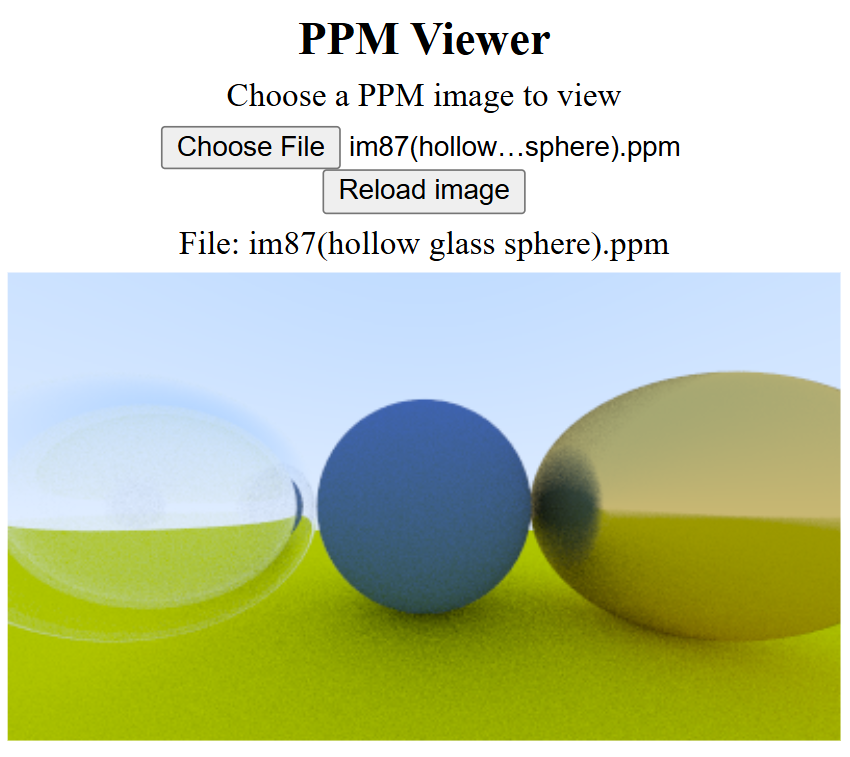 PPM Viewer
Choose a PPM image to view
Choose File im87(hollow…sphere).ppm
Reload image
File: im87(hollow glass sphere).ppm